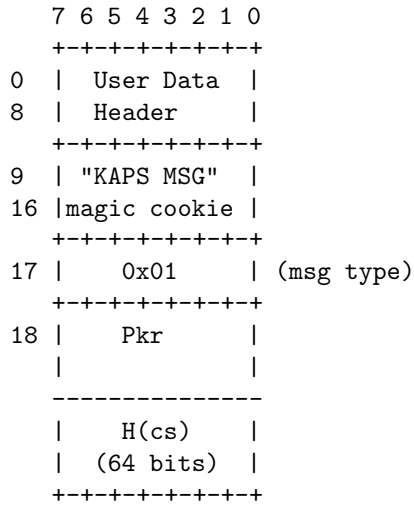 7 6 5 4 3 2 1 0
+-+-+-+-+-+-+-+
0 | User Data |
8 | Header |
+-+-+-+-+-+-+-+
9 | "KAPS MSG" |
16 |magic cookie |
+-+-+-+-+-+-+-+
17 | 0x01 | (msg type)
+-+-+-+-+-+-+-+
18 | Pkr |
| |
---------------
| H(cs) |
| (64 bits) |
+-+-+-+-+-+-+-+